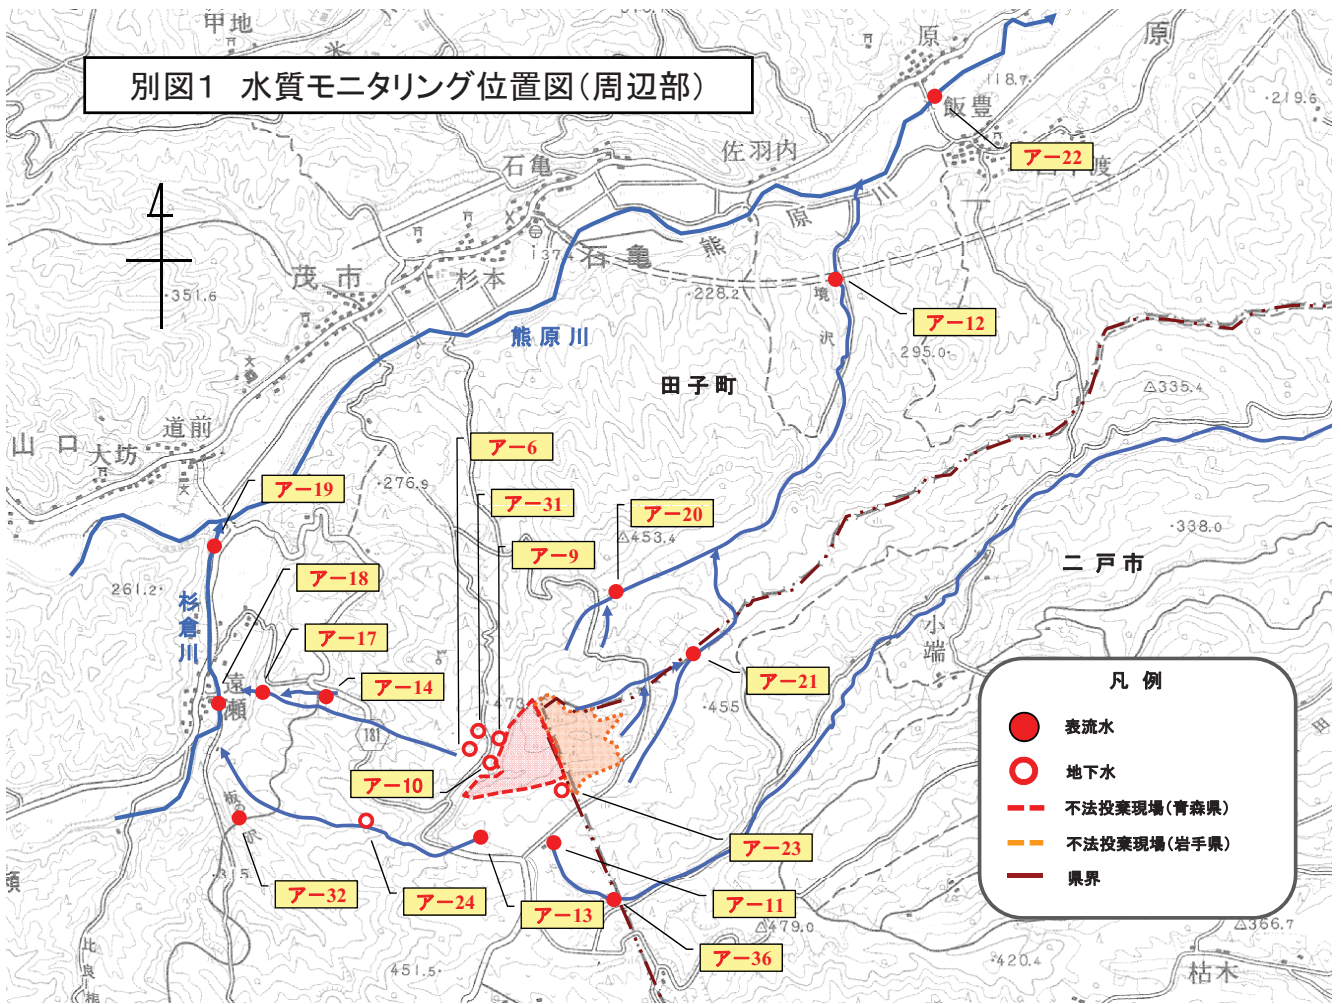 別図1 水質モニタリング位置図(周辺部)
甲地
米
原
原
118.7
飯豊
219.6
佐羽内
石亀
アー22
熊原川
137.4
石亀
茂市
杉本
351.6
228.2
境沢
アー12
熊原川
295.0
田子町
335.4
道前
山口
大坊
アー6
276.9
アー19
アー31
アー20
453.4
アー9
338.0
二戸市
261.2
アー18
杉倉川
アー17
小端
遠瀬
アー14
アー21
473
455
181
アー10
凡 例
表流水
地下水
不法投棄現場(青森県)
不法投棄現場(岩手県)
県界
アー23
315
アー32
アー24
アー13
アー11
479.0
366.7
アー36
451.5
420.4
枯木
比良根